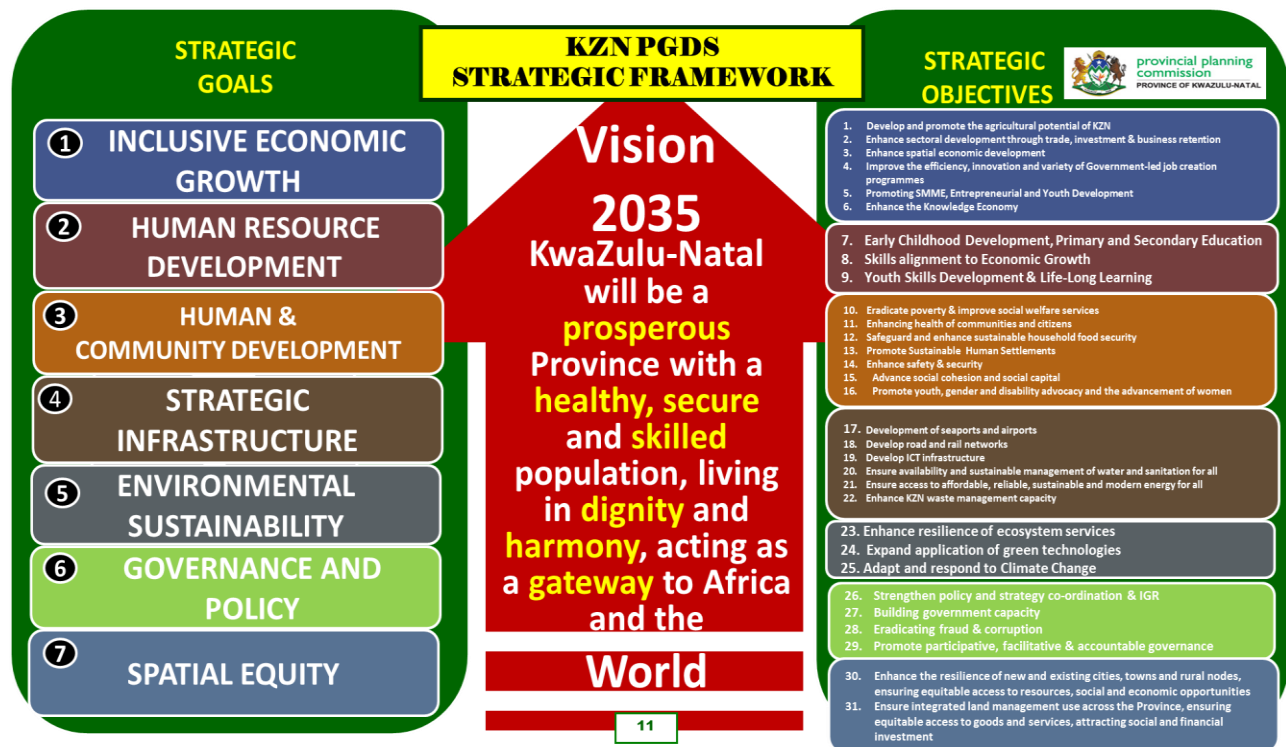 KZN PGDS
STRATEGIC FRAMEWORK
STRATEGIC
GOALS
1 INCLUSIVE ECONOMIC
GROWTH
2 HUMAN RESOURCE
DEVELOPMENT
3 HUMAN &
COMMUNITY DEVELOPMENT
4 STRATEGIC
INFRASTRUCTURE
5 ENVIRONMENTAL
SUSTAINABILITY
6 GOVERNANCE AND
POLICY
7 SPATIAL EQUITY
Vision
2035
KwaZulu-Natal
will be a
prosperous
Province with a
healthy, secure
and skilled
population, living
in dignity and
harmony, acting as
a gateway to Africa
and the
World
11
STRATEGIC
OBJECTIVES
provincial planning
commission
PROVINCE OF KWAZULU-NATAL
1. Develop and promote the agricultural potential of KZN
2. Enhance sectoral development through trade, investment & business retention
3. Enhance spatial economic development
4. Improve the efficiency, innovation and variety of Government-led job creation
programmes
5. Promoting SMME, Entrepreneurial and Youth Development
6. Enhance the Knowledge Economy
7. Early Childhood Development, Primary and Secondary Education
8. Skills alignment to Economic Growth
9. Youth Skills Development & Life-Long Learning
10. Eradicate poverty & improve social welfare services
11. Enhancing health of communities and citizens
12. Safeguard and enhance sustainable household food security
13. Promote Sustainable Human Settlements
14. Enhance safety & security
15. Advance social cohesion and social capital
16. Promote youth, gender and disability advocacy and the advancement of women
17. Development of seaports and airports
18. Develop road and rail networks
19. Develop ICT infrastructure
20. Ensure availability and sustainable management of water and sanitation for all
21. Ensure access to affordable, reliable, sustainable and modern energy for all
22. Enhance KZN waste management capacity
23. Enhance resilience of ecosystem services
24. Expand application of green technologies
25. Adapt and respond to Climate Change
26. Strengthen policy and strategy co-ordination & IGR
27. Building government capacity
28. Eradicating fraud & corruption
29. Promote participative, facilitative & accountable governance
30. Enhance the resilience of new and existing cities, towns and rural nodes,
ensuring equitable access to resources, social and economic opportunities
31. Ensure integrated land management use across the Province, ensuring
equitable access to goods and services, attracting social and financial
investment